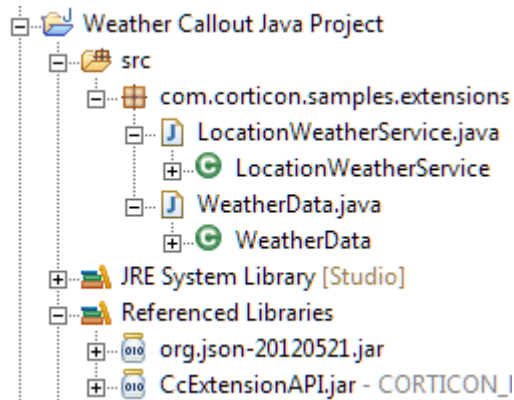 Weather Callout Java Project
src
com.corticon.samples.extensions
LocationWeatherService.java
LocationWeatherService
WeatherData.java
WeatherData
JRE System Library [Studio]
Referenced Libraries
org.json-20120521.jar
CcExtensionAPI.jar - CORTICON_